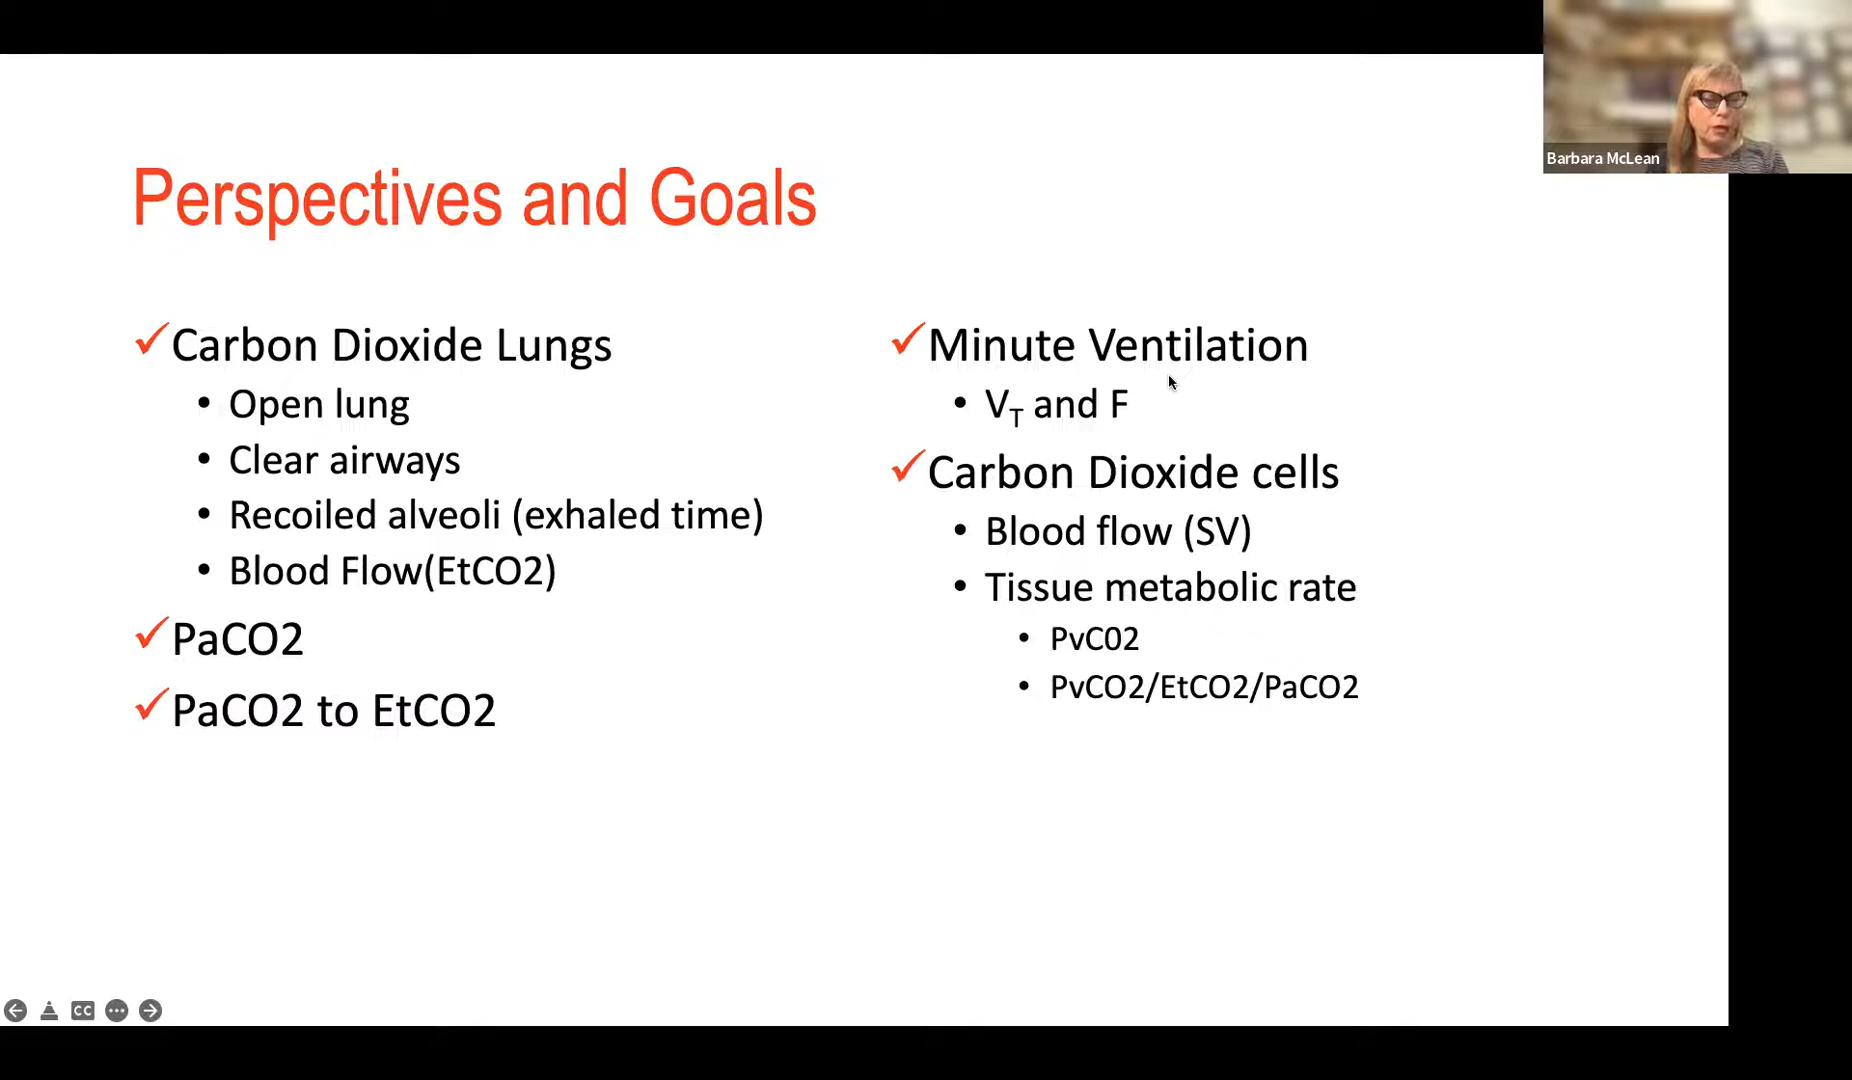 Barbara McLean
Perspectives and Goals
✓Carbon Dioxide Lungs
• Open lung
• Clear airways
• Recoiled alveoli (exhaled time)
• Blood Flow(EtCO2)
✓PaCO2
✓PaCO2 to EtCO2
✓Minute Ventilation
• VT and F
✓Carbon Dioxide cells
• Blood flow (SV)
• Tissue metabolic rate
• PvC02
• PvCO2/EtCO2/PaCO2
CC